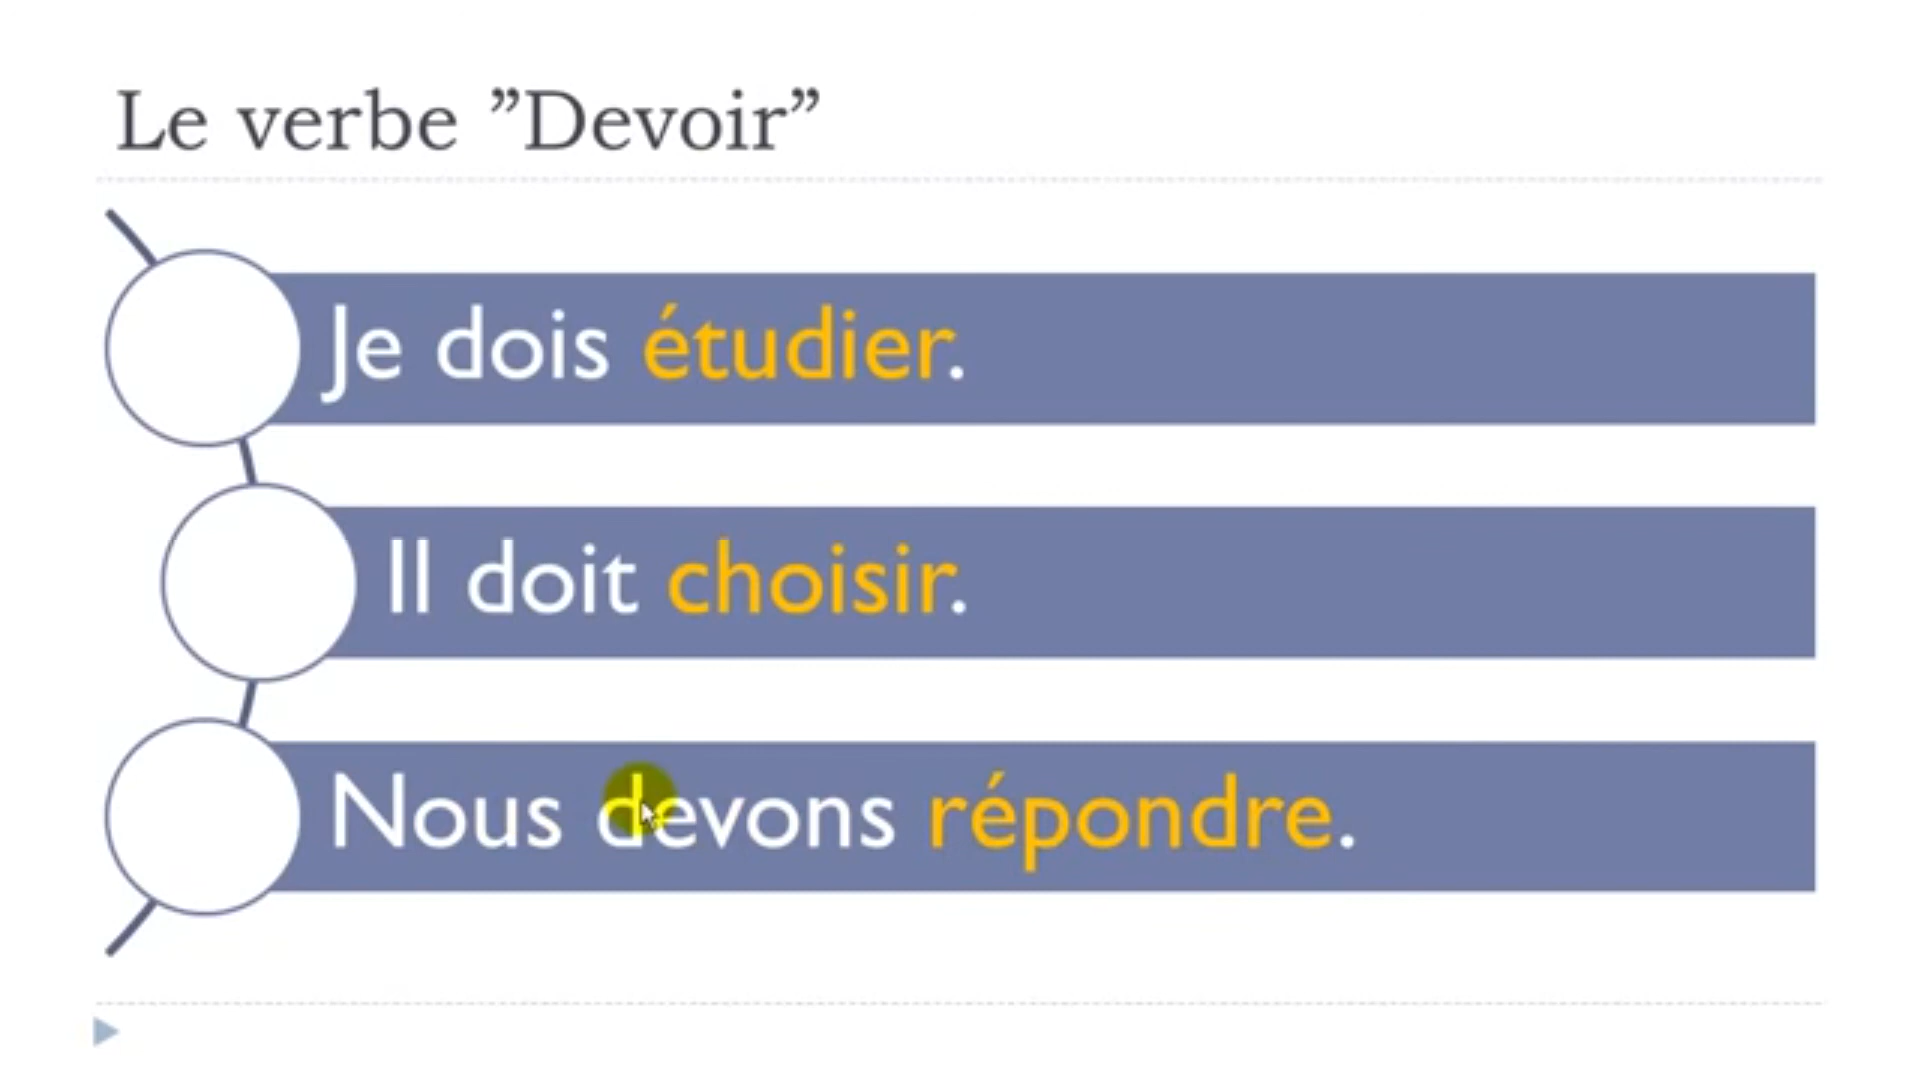 Le verbe ”Devoir”
Je dois étudier.
Il doit choisir.
Nous devons répondre.